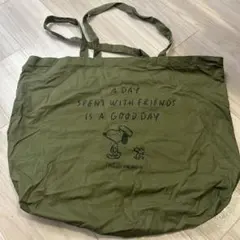 A DAY
SPENT WITH FRIENDS
IS A GOOD DAY